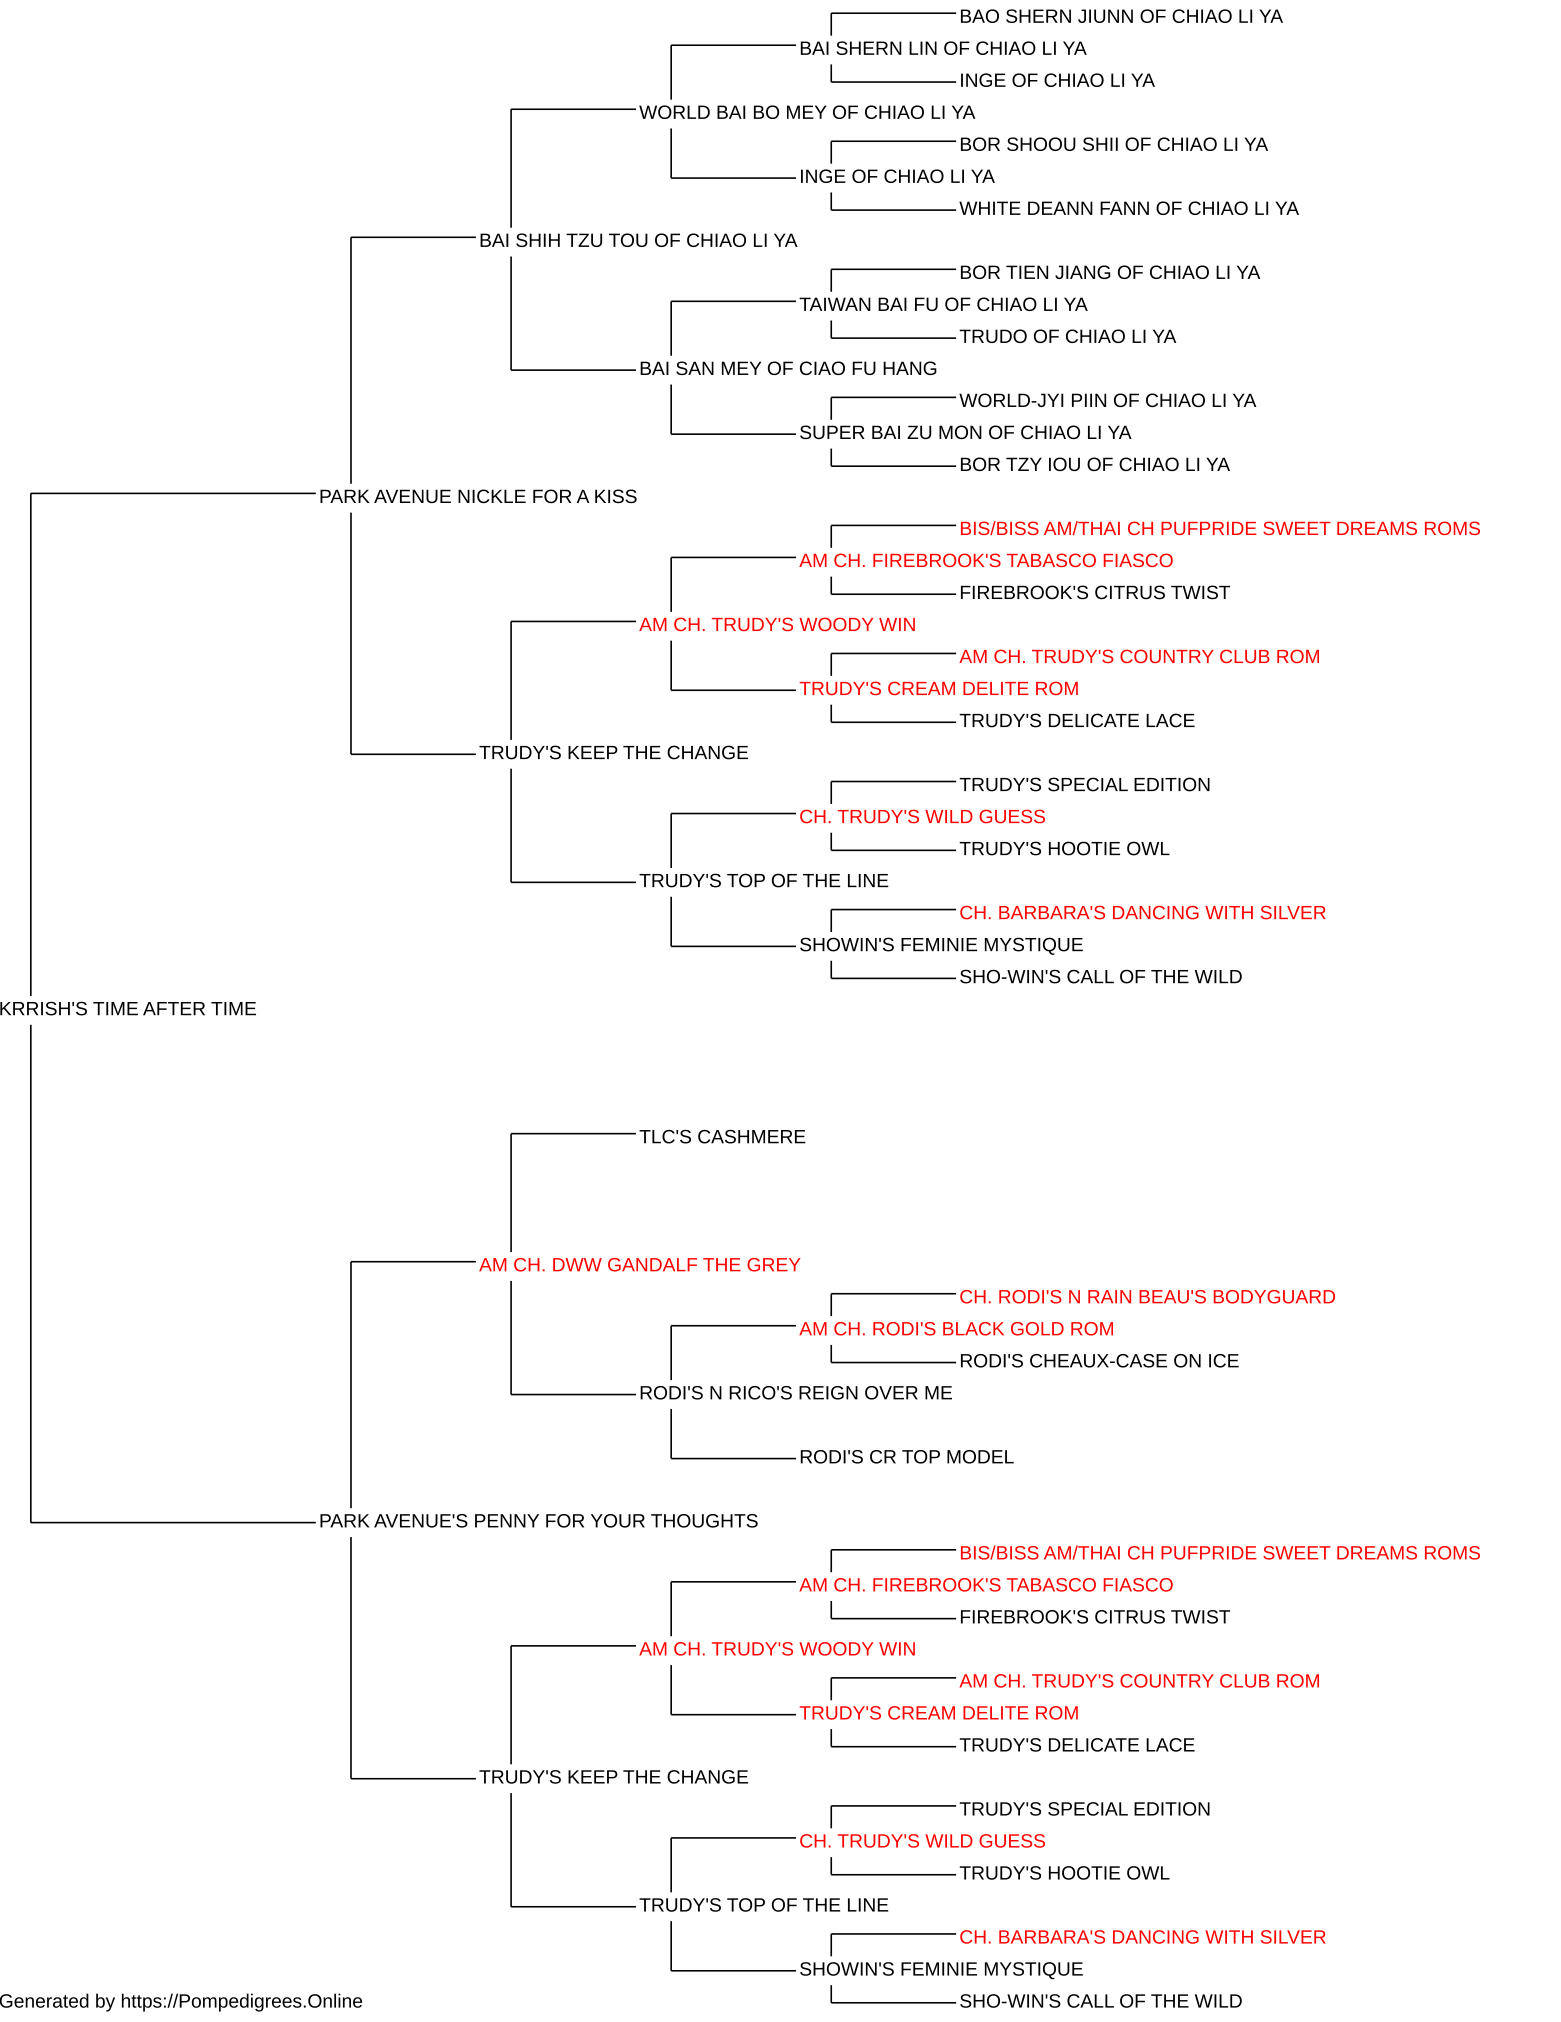 BAO SHERN JIUNN OF CHIAO LI YA
BAI SHERN LIN OF CHIAO LI YA
INGE OF CHIAO LI YA
WORLD BAI BO MEY OF CHIAO LI YA
BOR SHOOU SHII OF CHIAO LI YA
INGE OF CHIAO LI YA
WHITE DEANN FANN OF CHIAO LI YA
BAI SHIH TZU TOU OF CHIAO LI YA
BOR TIEN JIANG OF CHIAO LI YA
TAIWAN BAI FU OF CHIAO LI YA
TRUDO OF CHIAO LI YA
BAI SAN MEY OF CIAO FU HANG
WORLD-JYI PIIN OF CHIAO LI YA
SUPER BAI ZU MON OF CHIAO LI YA
BOR TZY IOU OF CHIAO LI YA
PARK AVENUE NICKLE FOR A KISS
BIS/BISS AM/THAI CH PUFPRIDE SWEET DREAMS ROMS
AM CH. FIREBROOK'S TABASCO FIASCO
FIREBROOK'S CITRUS TWIST
AM CH. TRUDY'S WOODY WIN
AM CH. TRUDY'S COUNTRY CLUB ROM
TRUDY'S CREAM DELITE ROM
TRUDY'S DELICATE LACE
TRUDY'S KEEP THE CHANGE
TRUDY'S SPECIAL EDITION
CH. TRUDY'S WILD GUESS
TRUDY'S HOOTIE OWL
TRUDY'S TOP OF THE LINE
CH. BARBARA'S DANCING WITH SILVER
SHOWIN'S FEMINIE MYSTIQUE
SHO-WIN'S CALL OF THE WILD
KRRISH'S TIME AFTER TIME
TLC'S CASHMERE
AM CH. DWW GANDALF THE GREY
CH. RODI'S N RAIN BEAU'S BODYGUARD
AM CH. RODI'S BLACK GOLD ROM
RODI'S CHEAUX-CASE ON ICE
RODI'S N RICO'S REIGN OVER ME
RODI'S CR TOP MODEL
PARK AVENUE'S PENNY FOR YOUR THOUGHTS
BIS/BISS AM/THAI CH PUFPRIDE SWEET DREAMS ROMS
AM CH. FIREBROOK'S TABASCO FIASCO
FIREBROOK'S CITRUS TWIST
AM CH. TRUDY'S WOODY WIN
AM CH. TRUDY'S COUNTRY CLUB ROM
TRUDY'S CREAM DELITE ROM
TRUDY'S DELICATE LACE
TRUDY'S KEEP THE CHANGE
TRUDY'S SPECIAL EDITION
CH. TRUDY'S WILD GUESS
TRUDY'S HOOTIE OWL
TRUDY'S TOP OF THE LINE
CH. BARBARA'S DANCING WITH SILVER
SHOWIN'S FEMINIE MYSTIQUE
SHO-WIN'S CALL OF THE WILD
Generated by https://Pompedigrees.Online